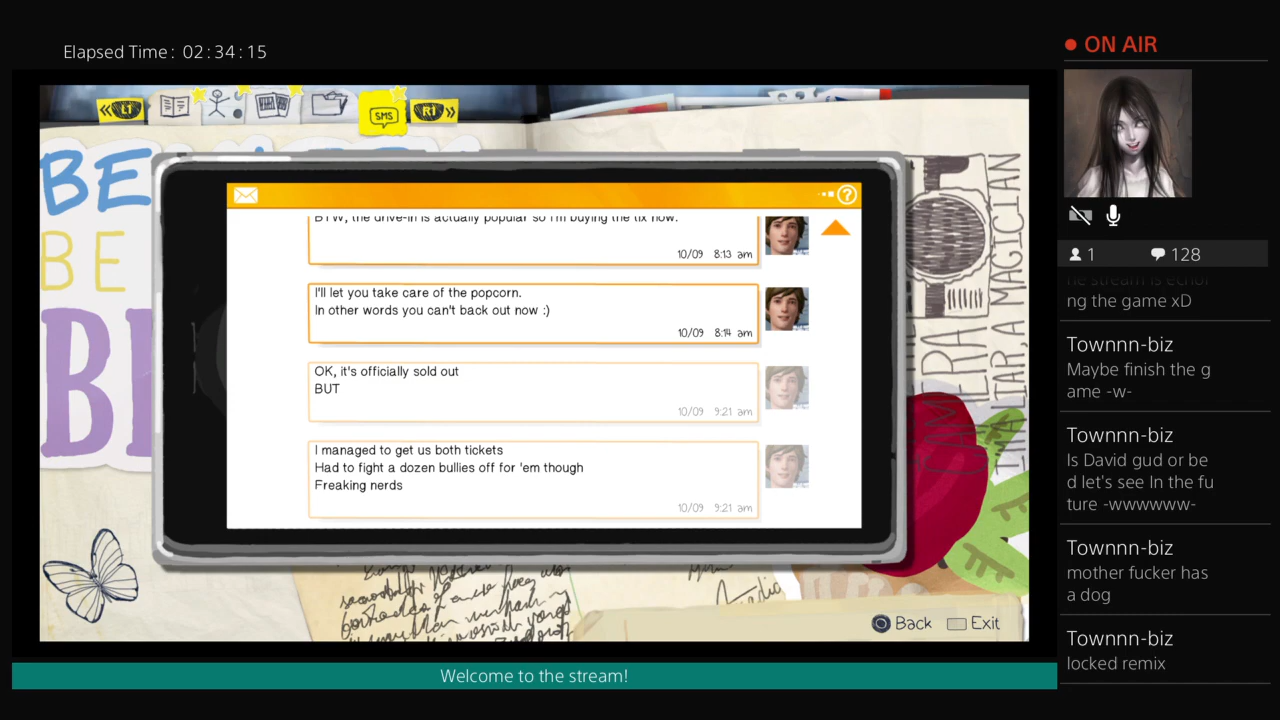 Elapsed Time: 02:34:15
ON AIR
L1
SMS
R1
BTW, the drive-in is actually popular so I'm buying the tix now.
10/09 8:13 am
I'll let you take care of the popcorn.
In other words you can't back out now :)
10/09 8:14 am
OK, it's officially sold out
BUT
10/09 9:21 am
I managed to get us both tickets
Had to fight a dozen bullies off for 'em though
Freaking nerds
10/09 9:21 am
BE
BE
CAMERA
A MAGICIAN
Back
Exit
Welcome to the stream!
1
128
he stream is echoi
ng the game xD
Townnn-biz
Maybe finish the g
ame -w-
Townnn-biz
Is David gud or be
d let's see In the fu
ture -wwwwww-
Townnn-biz
mother fucker has
a dog
Townnn-biz
locked remix